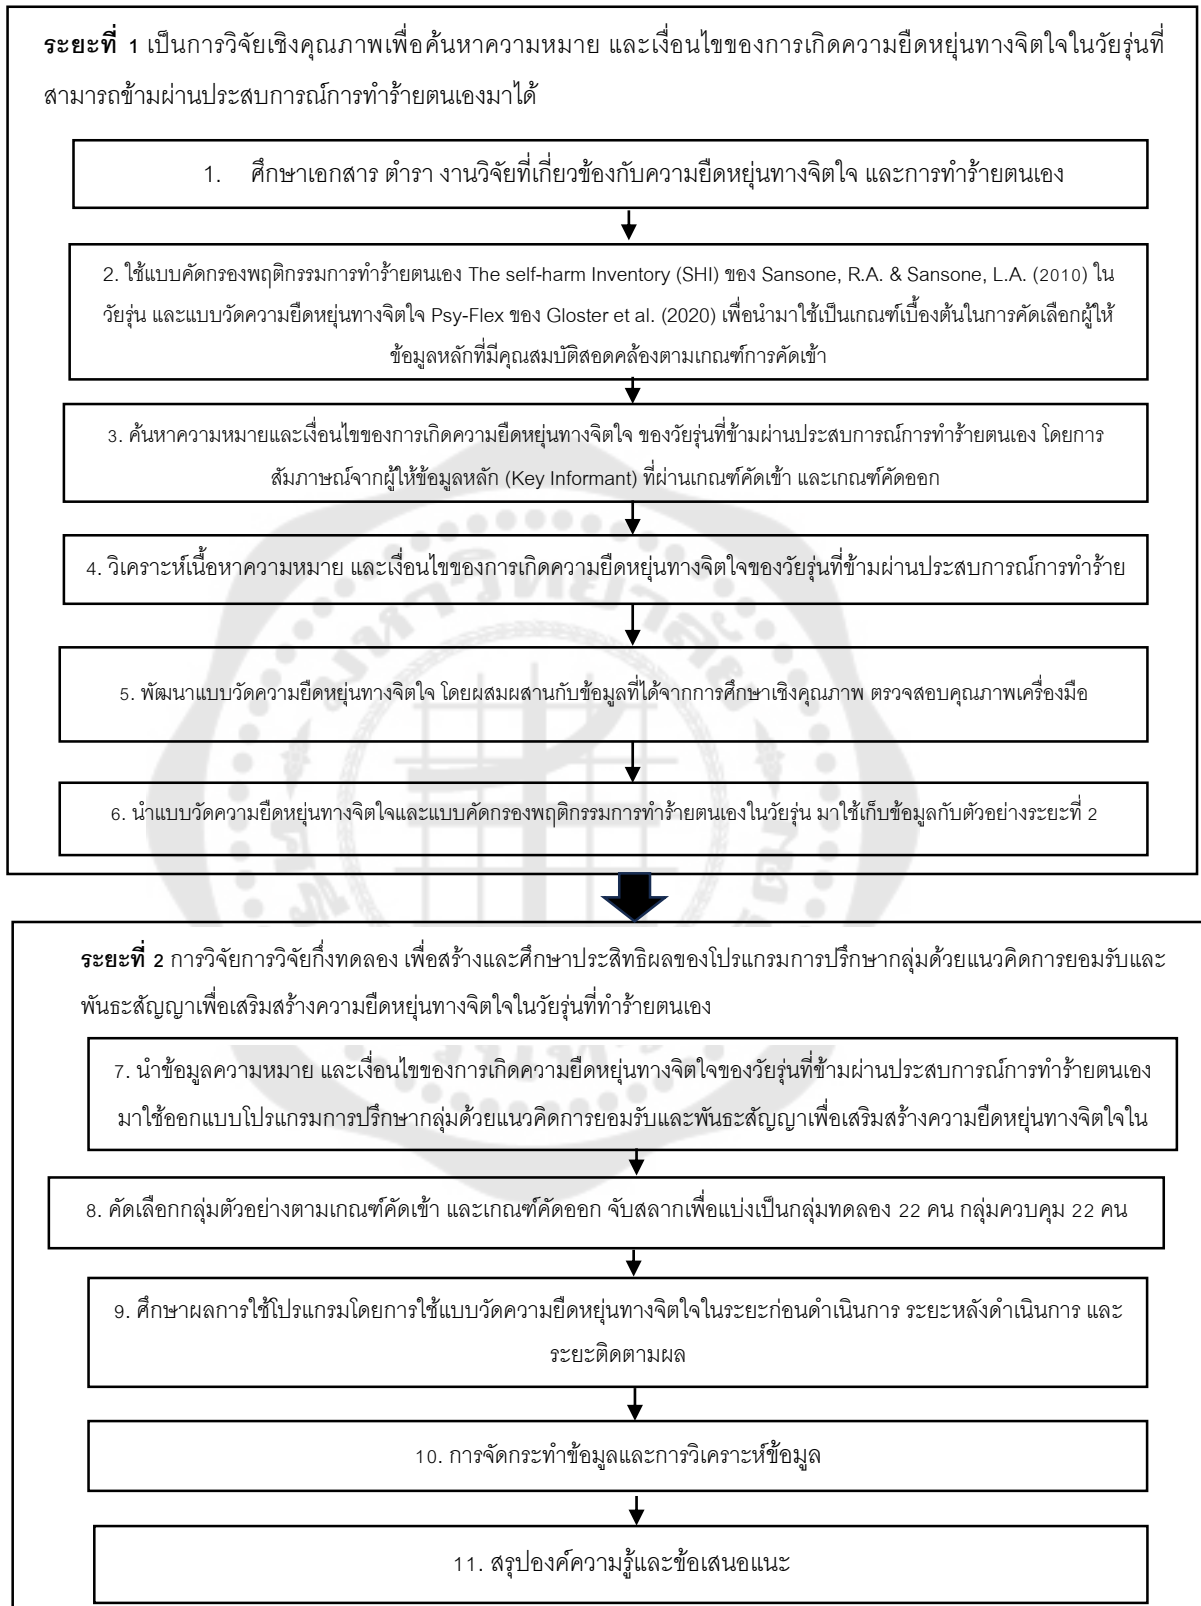 ระยะที่ 1 เป็นการวิจัยเชิงคุณภาพเพื่อค้นหาความหมาย และเงื่อนไขของการเกิดความยืดหยุ่นทางจิตใจในวัยรุ่นที่
สามารถข้ามผ่านประสบการณ์การทำร้ายตนเองมาได้
1. ศึกษาเอกสาร ตำรา งานวิจัยที่เกี่ยวข้องกับความยืดหยุ่นทางจิตใจ และการทำร้ายตนเอง
2. ใช้แบบคัดกรองพฤติกรรมการทำร้ายตนเอง The self-harm Inventory (SHI) ของ Sansone, R.A. & Sansone, L.A. (2010) ใน
วัยรุ่น และแบบวัดความยืดหยุ่นทางจิตใจ Psy-Flex ของ Gloster et al. (2020) เพื่อนำมาใช้เป็นเกณฑ์เบื้องต้นในการคัดเลือกผู้ให้
ข้อมูลหลักที่มีคุณสมบัติสอดคล้องตามเกณฑ์การคัดเข้า
3. ค้นหาความหมายและเงื่อนไขของการเกิดความยืดหยุ่นทางจิตใจ ของวัยรุ่นที่ข้ามผ่านประสบการณ์การทำร้ายตนเอง โดยการ
สัมภาษณ์จากผู้ให้ข้อมูลหลัก (Key Informant) ที่ผ่านเกณฑ์คัดเข้า และเกณฑ์คัดออก
4. วิเคราะห์เนื้อหาความหมาย และเงื่อนไขของการเกิดความยืดหยุ่นทางจิตใจของวัยรุ่นที่ข้ามผ่านประสบการณ์การทำร้าย
5. พัฒนาแบบวัดความยืดหยุ่นทางจิตใจ โดยผสมผสานกับข้อมูลที่ได้จากการศึกษาเชิงคุณภาพ ตรวจสอบคุณภาพเครื่องมือ
6. นำแบบวัดความยืดหยุ่นทางจิตใจและแบบคัดกรองพฤติกรรมการทำร้ายตนเองในวัยรุ่น มาใช้เก็บข้อมูลกับตัวอย่างระยะที่ 2
ระยะที่ 2 การวิจัยการวิจัยกึ่งทดลอง เพื่อสร้างและศึกษาประสิทธิผลของโปรแกรมการปรึกษากลุ่มด้วยแนวคิดการยอมรับและ
พันธะสัญญาเพื่อเสริมสร้างความยืดหยุ่นทางจิตใจในวัยรุ่นที่ทำร้ายตนเอง
7. นำข้อมูลความหมาย และเงื่อนไขของการเกิดความยืดหยุ่นทางจิตใจของวัยรุ่นที่ข้ามผ่านประสบการณ์การทำร้ายตนเอง
มาใช้ออกแบบโปรแกรมการปรึกษากลุ่มด้วยแนวคิดการยอมรับและพันธะสัญญาเพื่อเสริมสร้างความยืดหยุ่นทางจิตใจใน
8. คัดเลือกกลุ่มตัวอย่างตามเกณฑ์คัดเข้า และเกณฑ์คัดออก จับสลากเพื่อแบ่งเป็นกลุ่มทดลอง 22 คน กลุ่มควบคุม 22 คน
9. ศึกษาผลการใช้โปรแกรมโดยการใช้แบบวัดความยืดหยุ่นทางจิตใจในระยะก่อนดำเนินการ ระยะหลังดำเนินการ และ
ระยะติดตามผล
10. การจัดกระทำข้อมูลและการวิเคราะห์ข้อมูล
11. สรุปองค์ความรู้และข้อเสนอแนะ